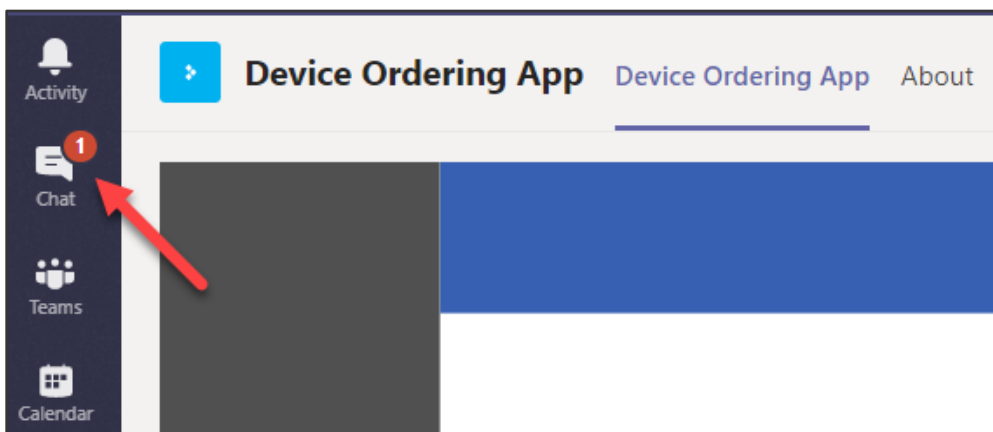 Activity
1
Chat
Teams
Calendar
Device Ordering App Device Ordering App About